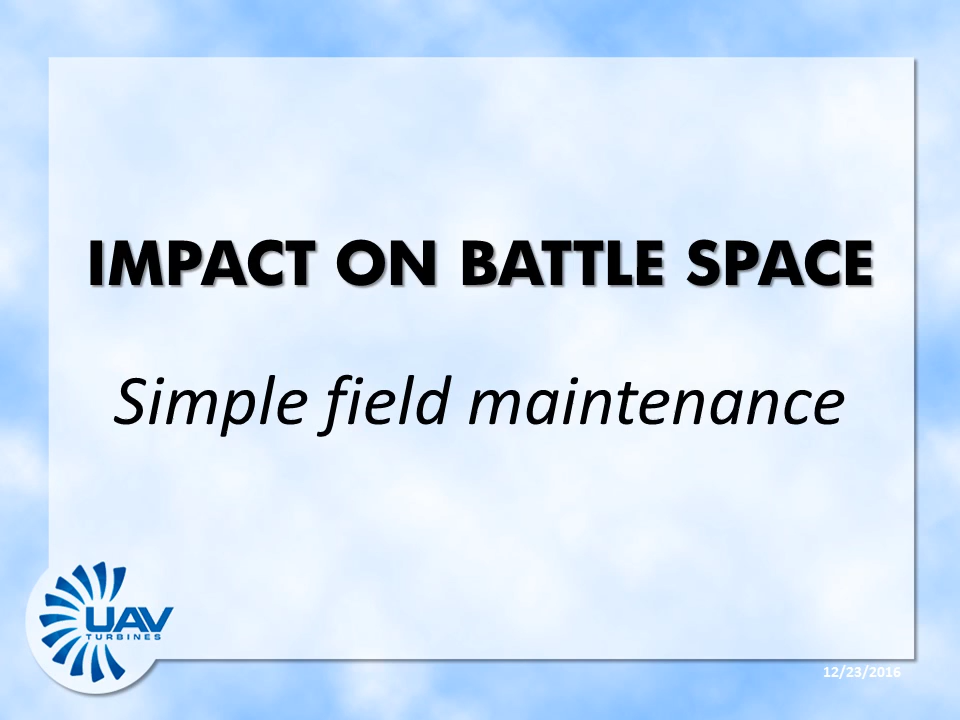 IMPACT ON BATTLE SPACE
Simple field maintenance
UAV
TURBINES
12/23/2016